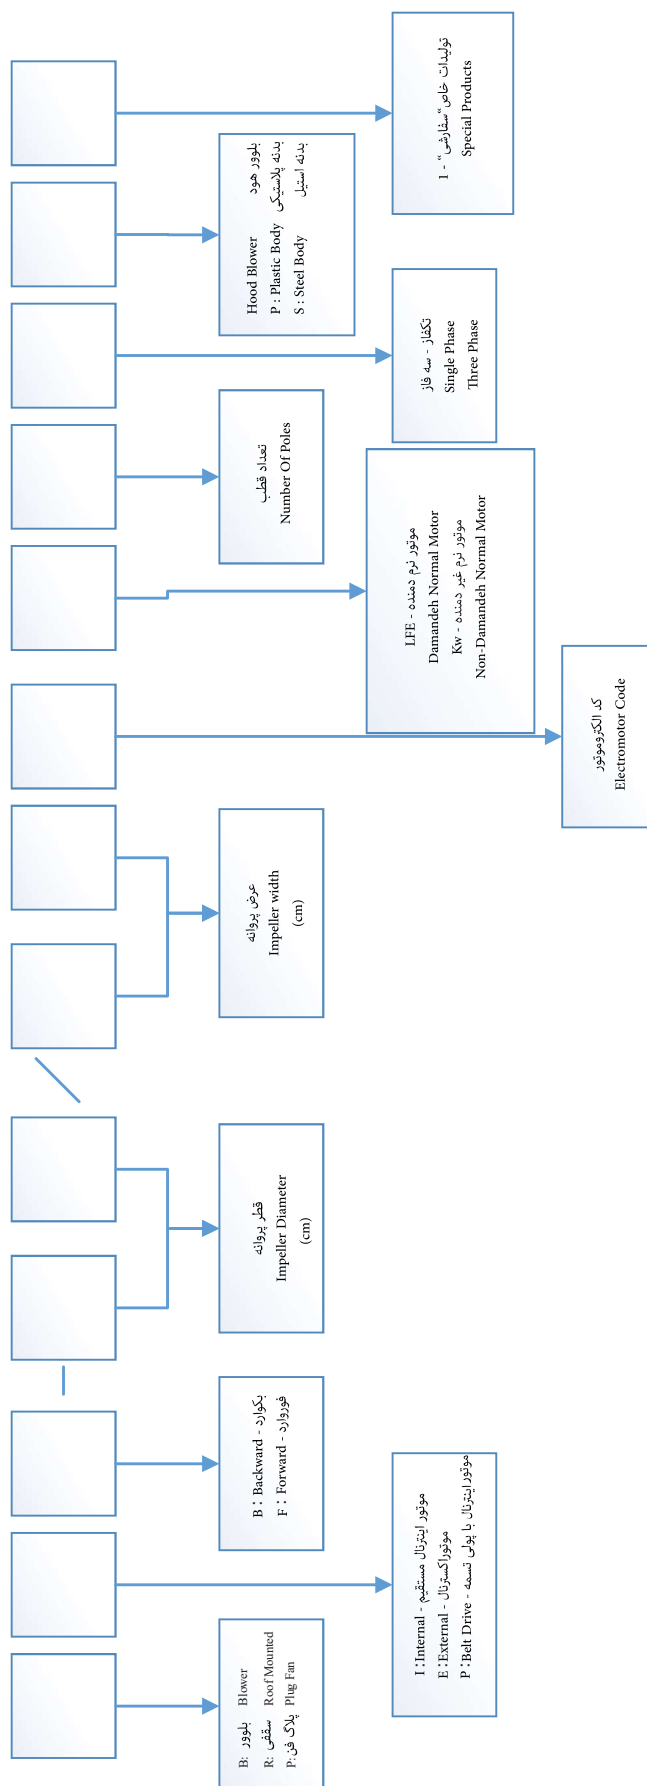 B: بلوور Blower
R: سقفی Roof Mounted
P: پلاگ فن Plug Fan
I : Internal - موتور اینترنال مستقیم
E : External - موتوراکسترنال
P : Belt Drive - موتور اینترنال با پولی تسمه
B : Backward - بکوارد
F : Forward - فوروارد
قطر پروانه
Impeller Diameter
(cm)
عرض پروانه
Impeller width
(cm)
کد الکتروموتور
Electromotor Code
LFE - موتور نرم دمنده
Damandeh Normal Motor
Kw - موتور نرم غیر دمنده
Non-Damandeh Normal Motor
تعداد قطب
Number Of Poles
تکفاز - سه فاز
Single Phase
Three Phase
Hood Blower بلوور هود
P : Plastic Body بدنه پلاستیکی
S : Steel Body بدنه استیل
1 - تولیدات خاص“سفارشی“
Special Products